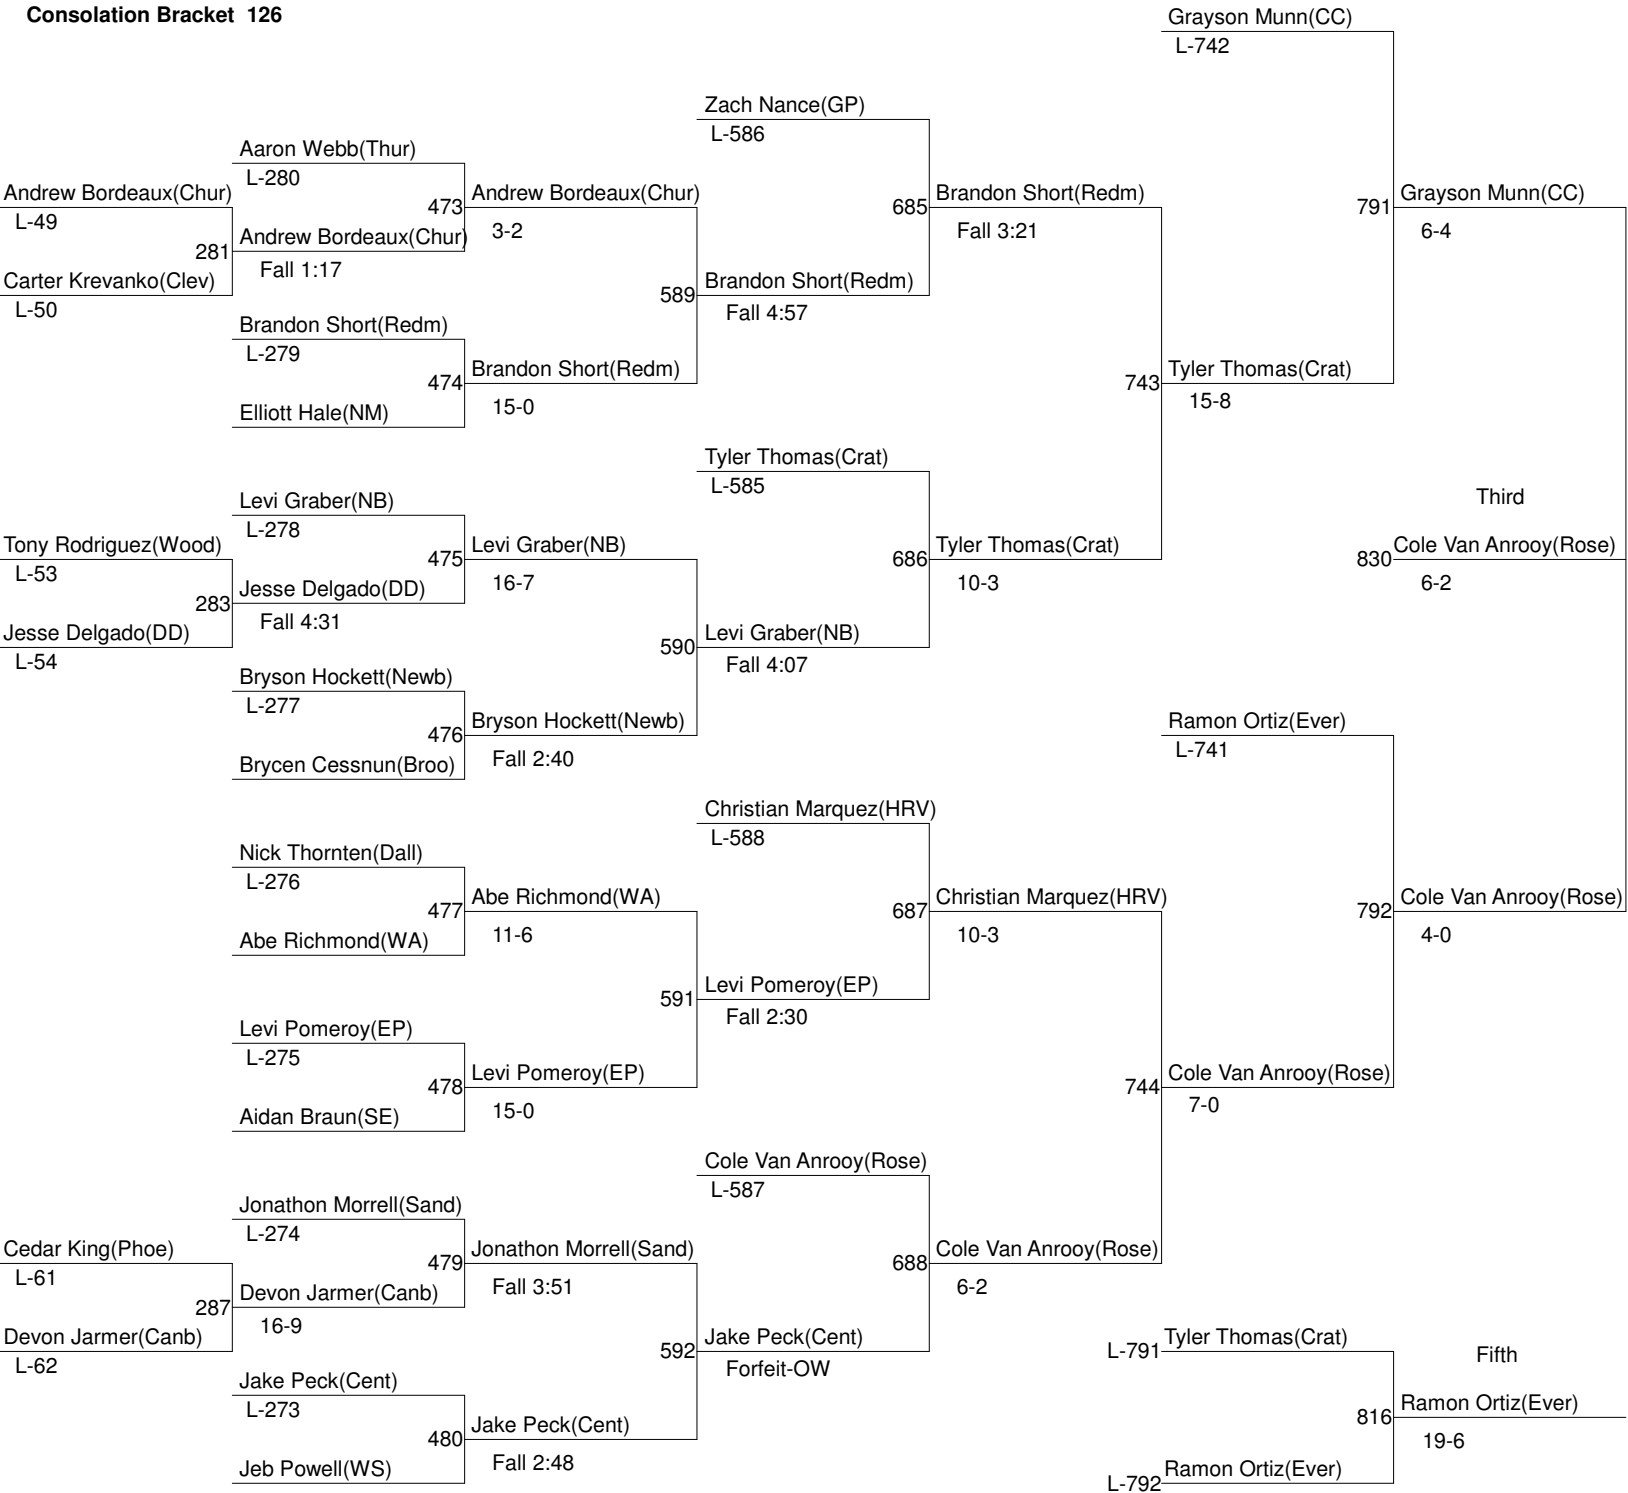 Consolation Bracket  126
Grayson Munn(CC)
L-742
Zach Nance(GP)
L-586
Aaron Webb(Thur)
L-280
Andrew Bordeaux(Chur)
L-49
473
Andrew Bordeaux(Chur)
3-2
685
Brandon Short(Redm)
Fall 3:21
791
Grayson Munn(CC)
6-4
281
Andrew Bordeaux(Chur)
Fall 1:17
Carter Krevanko(Clev)
L-50
589
Brandon Short(Redm)
Fall 4:57
Brandon Short(Redm)
L-279
474
Brandon Short(Redm)
15-0
743
Tyler Thomas(Crat)
15-8
Elliott Hale(NM)
Tyler Thomas(Crat)
L-585
Levi Graber(NB)
L-278
Third
Tony Rodriguez(Wood)
L-53
475
Levi Graber(NB)
16-7
686
Tyler Thomas(Crat)
10-3
830
Cole Van Anrooy(Rose)
6-2
283
Jesse Delgado(DD)
Fall 4:31
Jesse Delgado(DD)
L-54
590
Levi Graber(NB)
Fall 4:07
Bryson Hockett(Newb)
L-277
476
Bryson Hockett(Newb)
Fall 2:40
Ramon Ortiz(Ever)
L-741
Brycen Cessnun(Broo)
Christian Marquez(HRV)
L-588
Nick Thornten(Dall)
L-276
477
Abe Richmond(WA)
11-6
687
Christian Marquez(HRV)
10-3
792
Cole Van Anrooy(Rose)
4-0
Abe Richmond(WA)
591
Levi Pomeroy(EP)
Fall 2:30
Levi Pomeroy(EP)
L-275
478
Levi Pomeroy(EP)
15-0
744
Cole Van Anrooy(Rose)
7-0
Aidan Braun(SE)
Cole Van Anrooy(Rose)
L-587
Jonathon Morrell(Sand)
L-274
Cedar King(Phoe)
L-61
479
Jonathon Morrell(Sand)
Fall 3:51
688
Cole Van Anrooy(Rose)
6-2
287
Devon Jarmer(Canb)
16-9
Devon Jarmer(Canb)
L-62
592
Jake Peck(Cent)
Forfeit-OW
L-791
Tyler Thomas(Crat)
Fifth
Jake Peck(Cent)
L-273
816
Ramon Ortiz(Ever)
19-6
480
Jake Peck(Cent)
Fall 2:48
Jeb Powell(WS)
L-792
Ramon Ortiz(Ever)